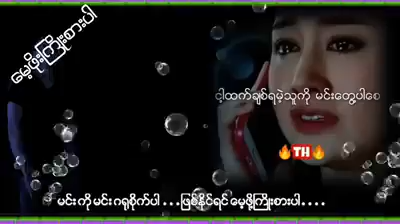 မေ့ဖိုးကြိုးစားပါ
ငါ့ထက်ချစ်ရမဲ့သူကို မင်းတွေ့ပါစေ
🔥TH🔥
မင်းကိုမင်း ဂရုစိုက်ပါ ...ဖြစ်နိုင်ရင် မေ့ဖို့ကြိုးစားပါ....